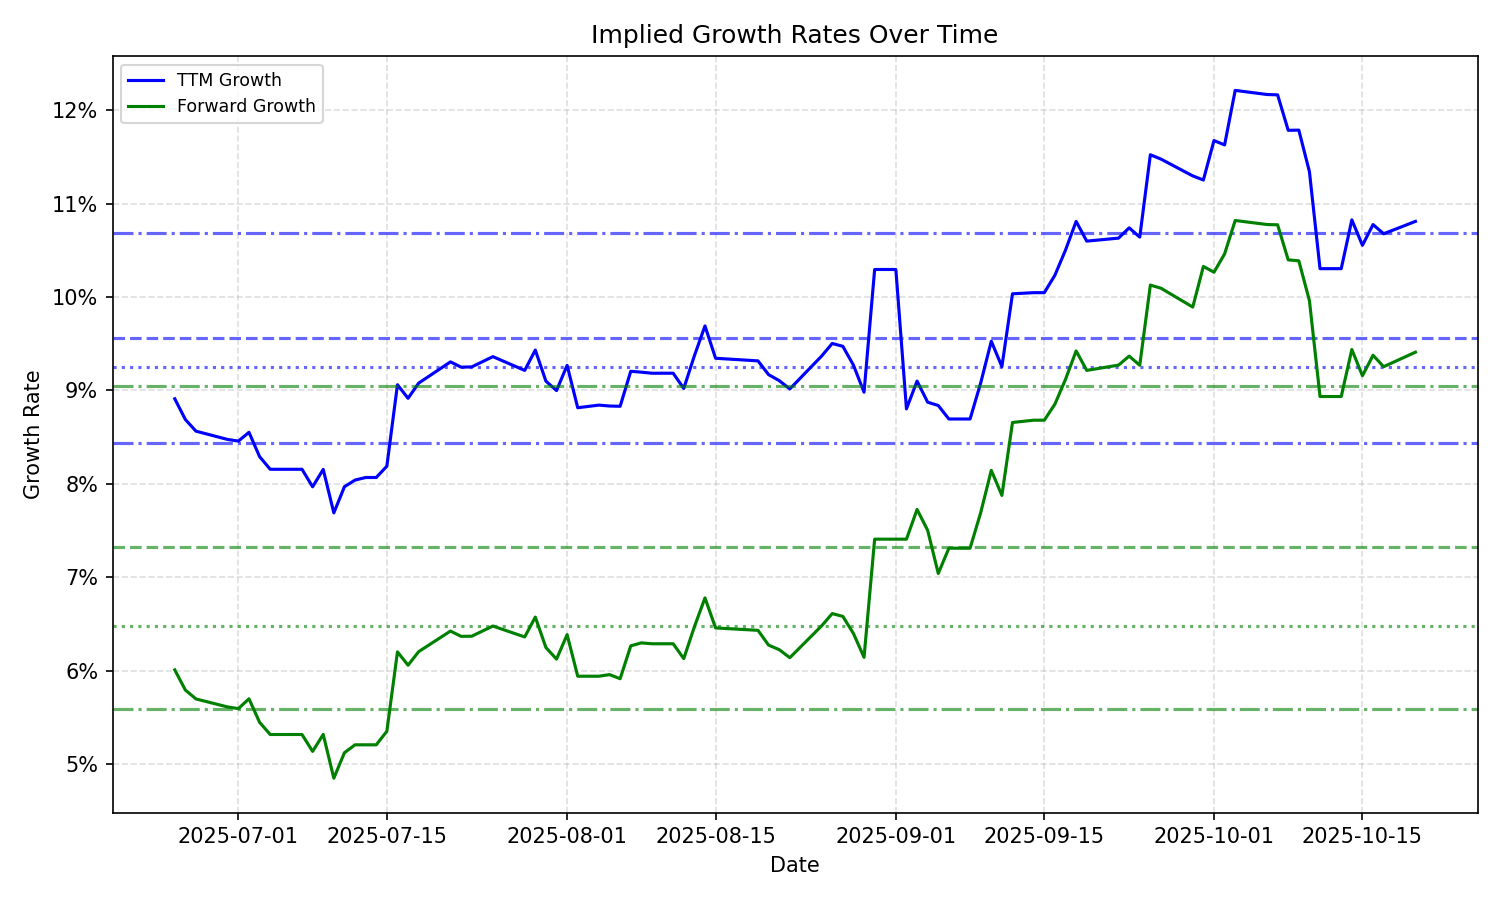 Implied Growth Rates Over Time
TTM Growth
Forward Growth
12%
11%
10%
9%
8%
7%
6%
5%
Growth Rate
2025-07-01 2025-07-15 2025-08-01 2025-08-15 2025-09-01 2025-09-15 2025-10-01 2025-10-15
Date